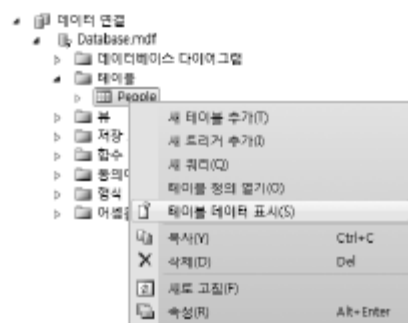 데이터 연결
Database.mdf
데이터베이스 다이어그램
테이블
People
뷰
저장
함수
동의어
형식
어셈블
새 테이블 추가(T)
새 트리거 추가(I)
새 쿼리(Q)
테이블 정의 열기(O)
테이블 데이터 표시(S)
복사(Y) Ctrl+C
삭제(D) Del
새로 고침(F)
속성(R) Alt+Enter